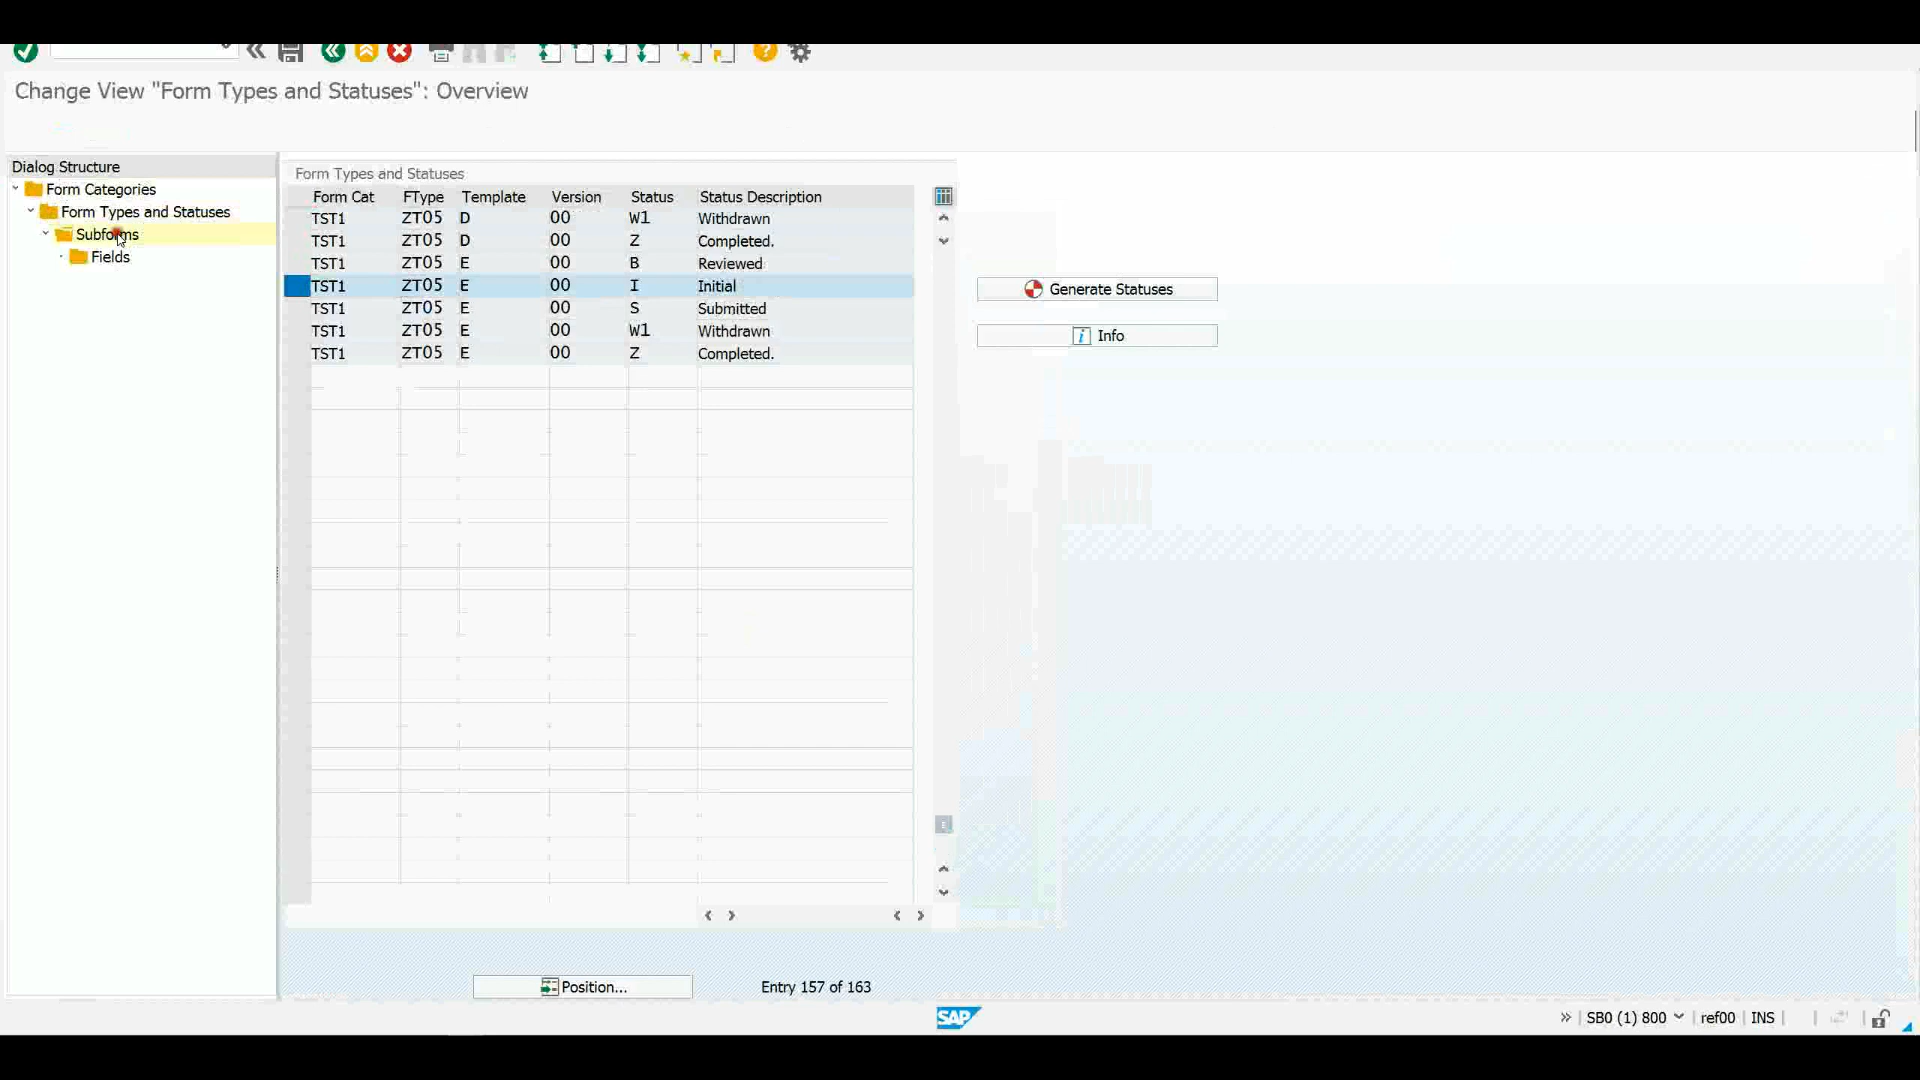 Change View "Form Types and Statuses": Overview
Dialog Structure
Form Categories
Form Types and Statuses
Subforms
Fields
Form Types and Statuses
Form Cat FType Template Version Status Status Description
TST1 ZT05 D 00 W1 Withdrawn
TST1 ZT05 D 00 Z Completed.
TST1 ZT05 E 00 B Reviewed
TST1 ZT05 E 00 I Initial
TST1 ZT05 E 00 S Submitted
TST1 ZT05 E 00 W1 Withdrawn
TST1 ZT05 E 00 Z Completed.
Generate Statuses
Info
Position...
Entry 157 of 163
SAP
SB0 (1) 800 ref00 INS